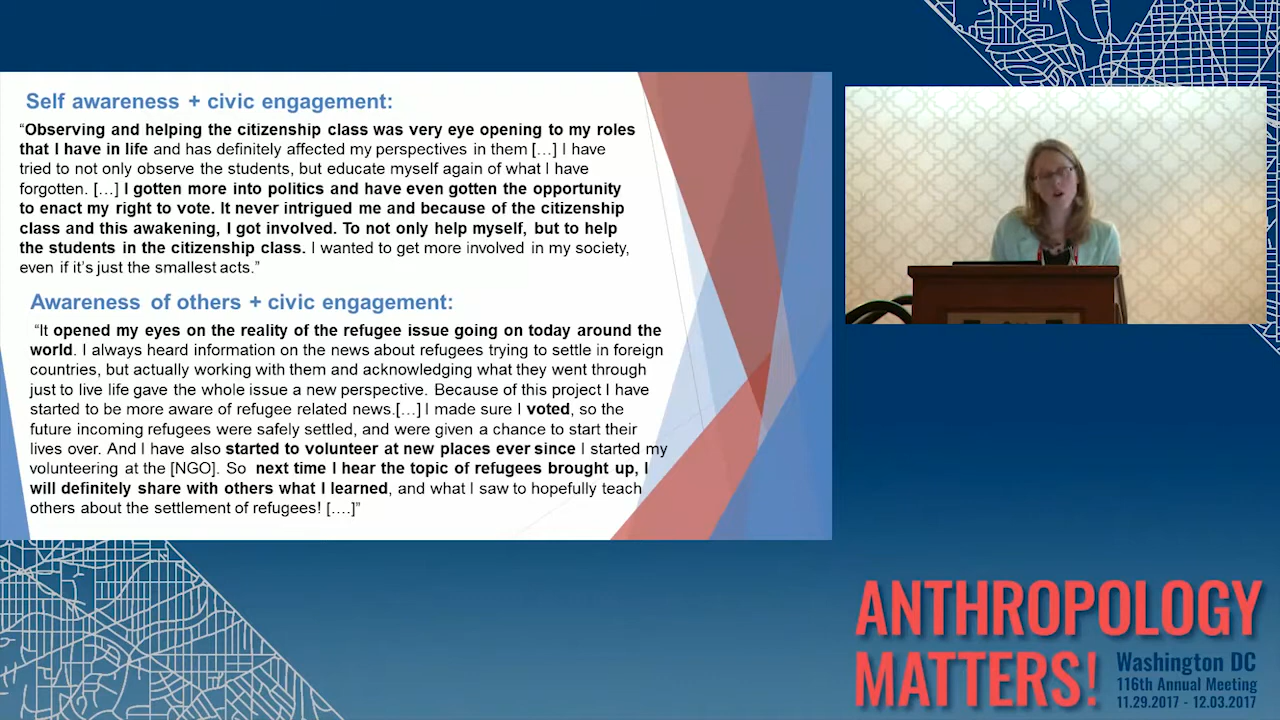 Self awareness + civic engagement:
“Observing and helping the citizenship class was very eye opening to my roles
that I have in life and has definitely affected my perspectives in them […] I have
tried to not only observe the students, but educate myself again of what I have
forgotten. […] I gotten more into politics and have even gotten the opportunity
to enact my right to vote. It never intrigued me and because of the citizenship
class and this awakening, I got involved. To not only help myself, but to help
the students in the citizenship class. I wanted to get more involved in my society,
even if it’s just the smallest acts.”
Awareness of others + civic engagement:
“It opened my eyes on the reality of the refugee issue going on today around the
world. I always heard information on the news about refugees trying to settle in foreign
countries, but actually working with them and acknowledging what they went through
just to live life gave the whole issue a new perspective. Because of this project I have
started to be more aware of refugee related news.[…] I made sure I voted, so the
future incoming refugees were safely settled, and were given a chance to start their
lives over. And I have also started to volunteer at new places ever since I started my
volunteering at the [NGO]. So next time I hear the topic of refugees brought up, I
will definitely share with others what I learned, and what I saw to hopefully teach
others about the settlement of refugees! [….]”
ANTHROPOLOGY
MATTERS!
Washington DC
116th Annual Meeting
11.29.2017 - 12.03.2017